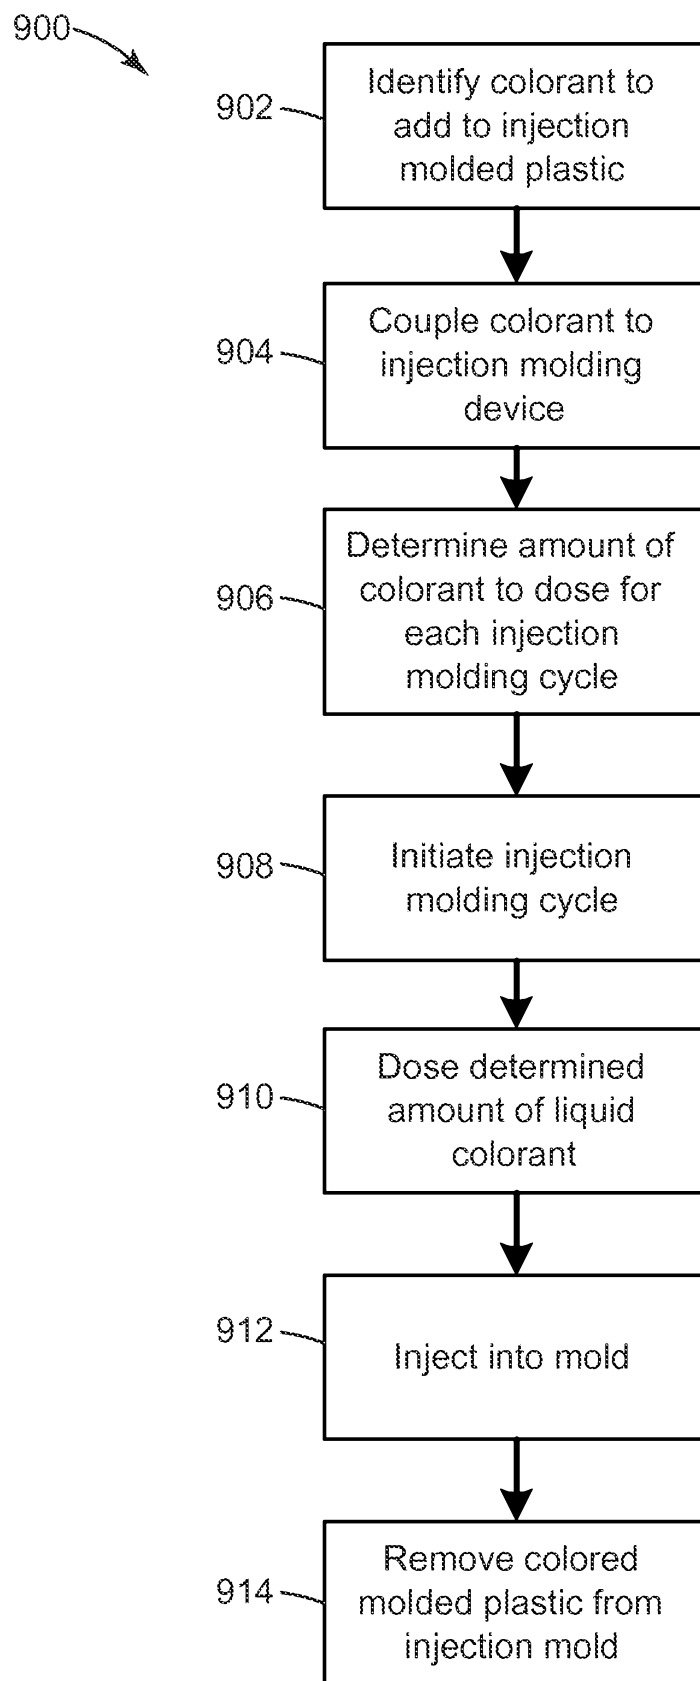 900
902
Identify colorant to
add to injection
molded plastic
904
Couple colorant to
injection molding
device
906
Determine amount of
colorant to dose for
each injection
molding cycle
908
Initiate injection
molding cycle
910
Dose determined
amount of liquid
colorant
912
Inject into mold
914
Remove colored
molded plastic from
injection mold